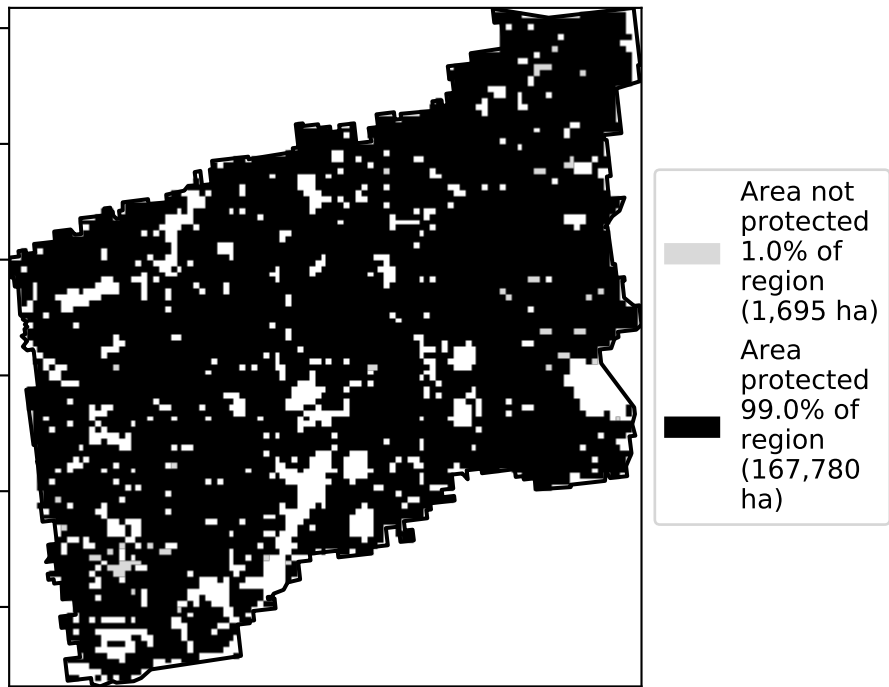 Area not
protected
1.0% of
region
(1,695 ha)
Area
protected
99.0% of
region
(167,780
ha)